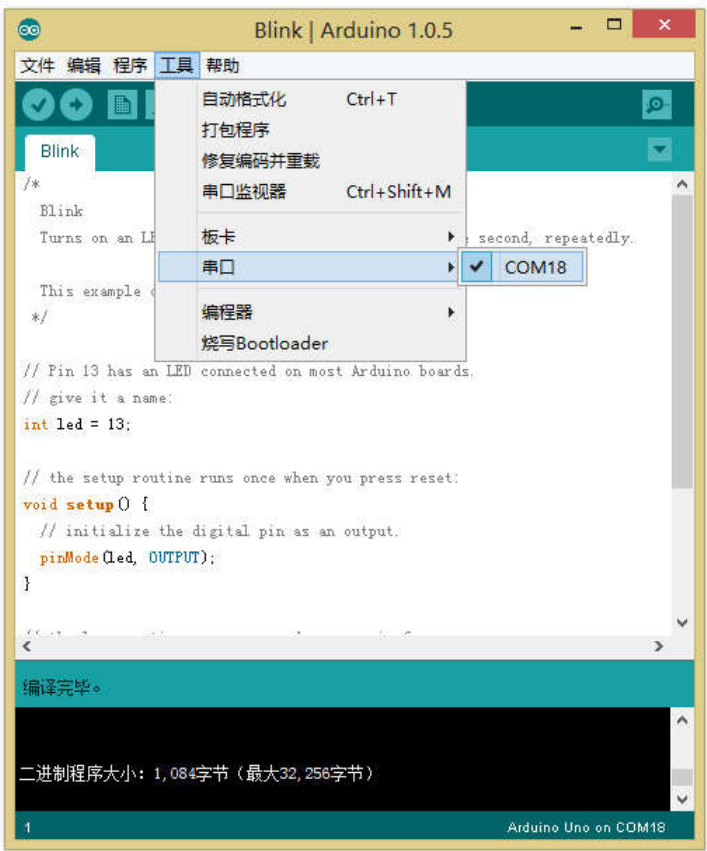 Blink | Arduino 1.0.5
文件 编辑 程序 工具 帮助
自动格式化 Ctrl+T
打包程序
修复编码并重载
串口监视器 Ctrl+Shift+M
板卡
串口
COM18
编程器
烧写Bootloader
Blink
/*
Blink
Turns on an second, repeatedly.
This example
*/
// Pin 13 has an LED connected on most Arduino boards.
// give it a name:
int led = 13;
// the setup routine runs once when you press reset:
void setup() {
// initialize the digital pin as an output.
pinMode(led, OUTPUT);
}
编译完毕。
二进制程序大小: 1,084字节 (最大32,256字节)
1 Arduino Uno on COM18